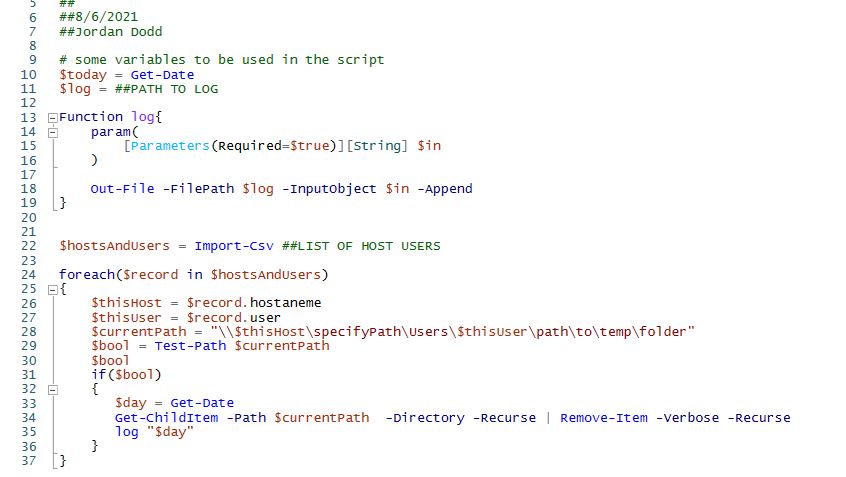 5 ##
6 ##8/6/2021
7 ##Jordan Dodd
8
9 # some variables to be used in the script
10 $today = Get-Date
11 $log = ##PATH TO LOG
12
13 Function log{
14 param(
15 [Parameters(Required=$true)][String] $in
16 )
17
18 Out-File -FilePath $log -InputObject $in -Append
19 }
20
21
22 $hostsAndUsers = Import-Csv ##LIST OF HOST USERS
23
24 foreach($record in $hostsAndUsers)
25 {
26 $thisHost = $record.hostaneme
27 $thisUser = $record.user
28 $currentPath = "\\$thisHost\specifyPath\Users\$thisUser\path\to\temp\folder"
29 $bool = Test-Path $currentPath
30 $bool
31 if($bool)
32 {
33 $day = Get-Date
34 Get-ChildItem -Path $currentPath -Directory -Recurse | Remove-Item -Verbose -Recurse
35 log "$day"
36 }
37 }